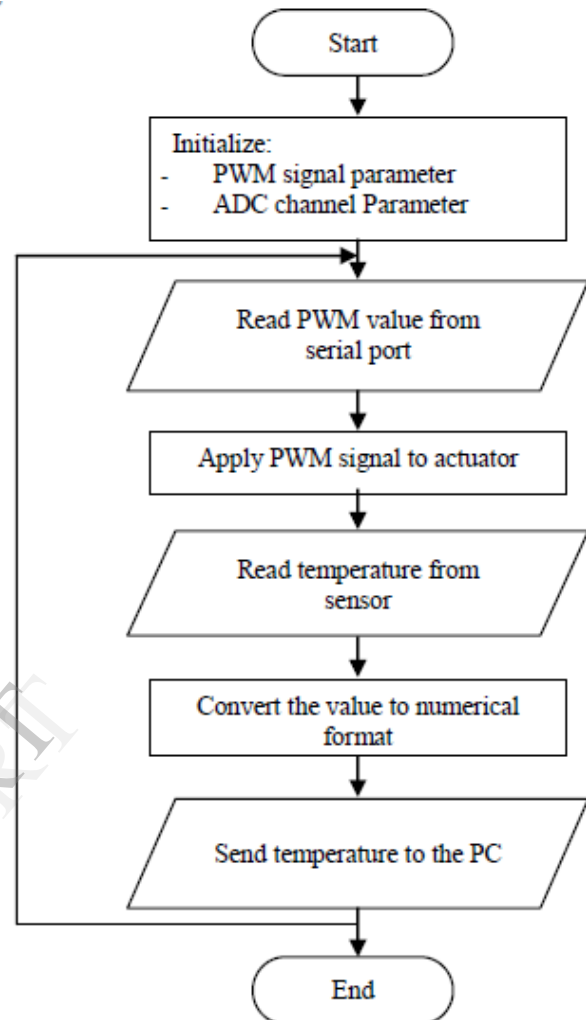 Start
Initialize:
- PWM signal parameter
- ADC channel Parameter
Read PWM value from
serial port
Apply PWM signal to actuator
Read temperature from
sensor
Convert the value to numerical
format
Send temperature to the PC
End